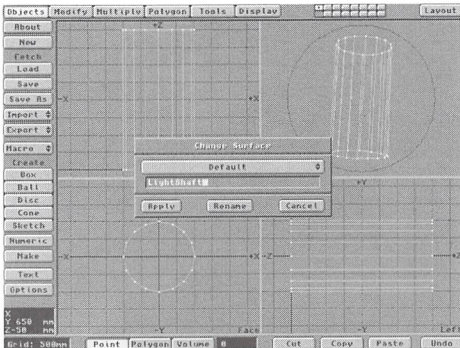 Objects Modify Multiply Polygon Tools Display Layout
About
New
Fetch
Load
Save
Save As
Import
Export
Macro
Create
Box
Ball
Disc
Cone
Sketch
Numeric
Make
Text
Options
+Z
-X +X
Change Surface
Default
LightShaft
Apply Rename Cancel
+Y
-X -Z +Z
-Y Face -Y Left
X
Y 650 mm
Z-50 mm
Grid: 500mm Point Polygon Volume 0 Cut Copy Paste Undo